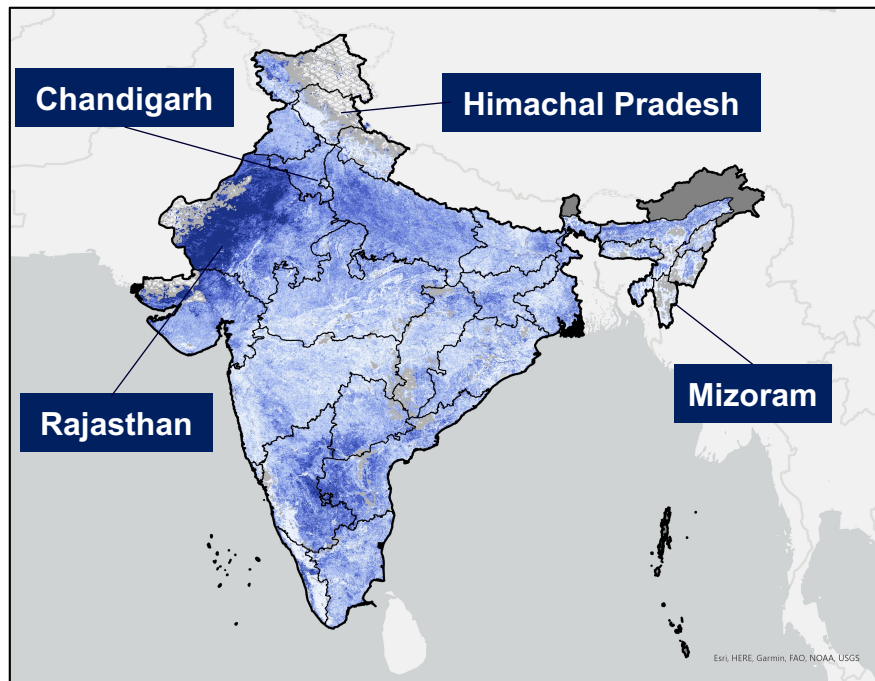 Chandigarh
Himachal Pradesh
Mizoram
Rajasthan
Esri, HERE, Garmin, FAO, NOAA, USGS